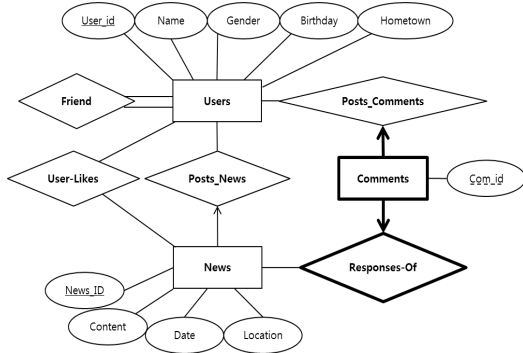 User_id
Name
Gender
Birthday
Hometown
Friend
Users
Posts_Comments
User-Likes
Posts_News
Comments
Com_id
News
Responses-Of
News_ID
Content
Date
Location